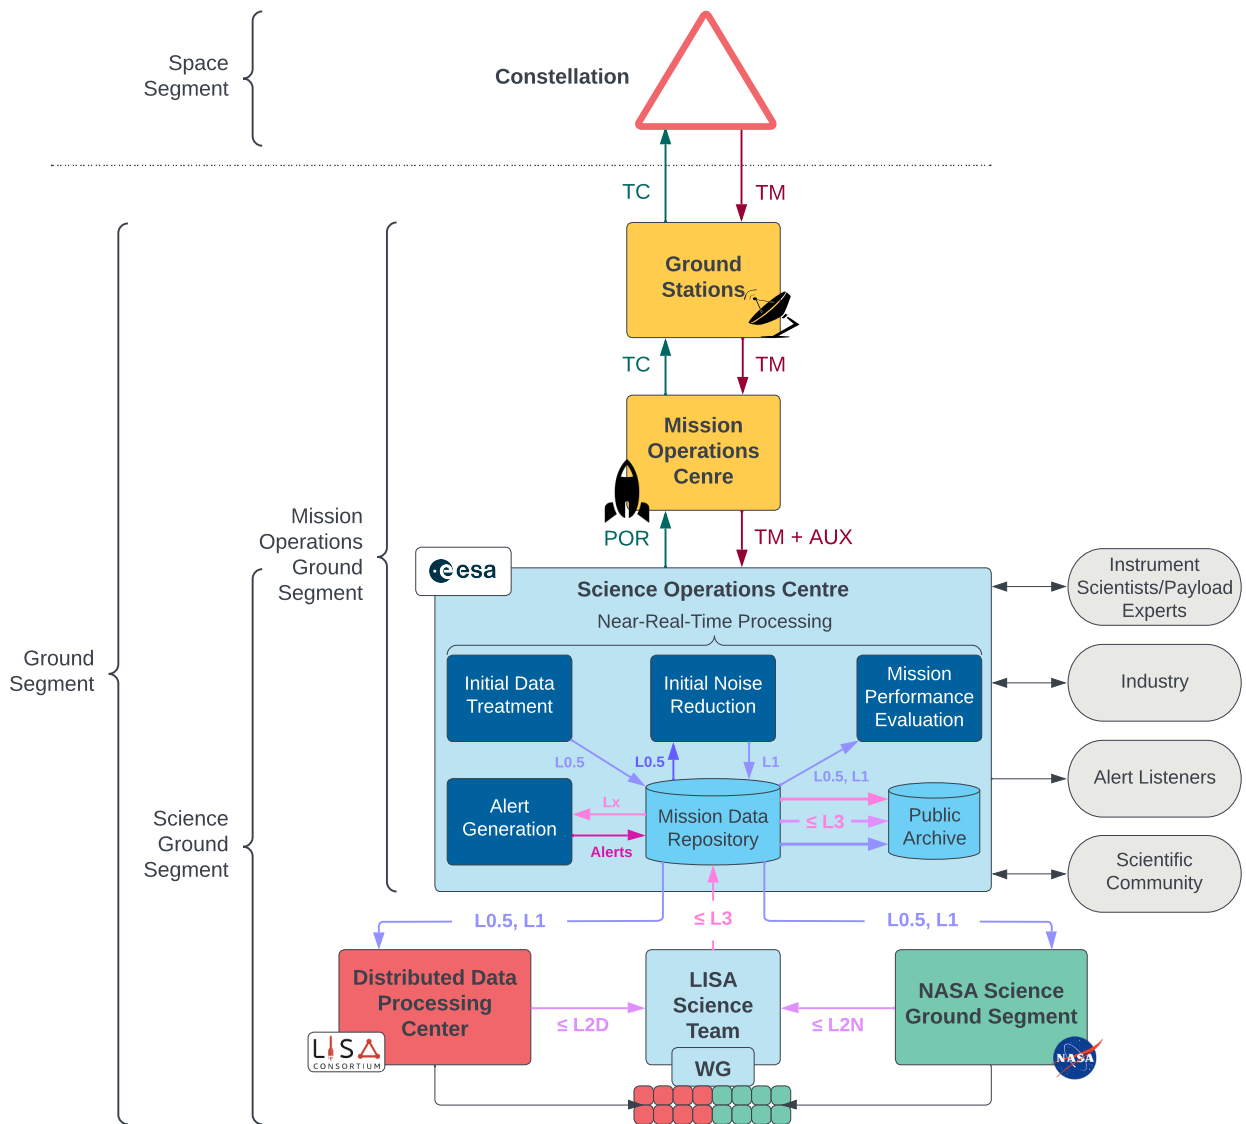 Space
Segment
Constellation
TC
TM
Ground
Stations
TC
TM
Mission
Operations
Cenre
Mission
Operations
Ground
Segment
POR
TM + AUX
esa
Science Operations Centre
Near-Real-Time Processing
Instrument
Scientists/Payload
Experts
Initial Data
Treatment
Initial Noise
Reduction
Mission
Performance
Evaluation
Industry
Ground
Segment
L0.5
L0.5
L1
L0.5, L1
Alert
Generation
Lx
Alerts
Mission Data
Repository
≤ L3
Public
Archive
Alert Listeners
Science
Ground
Segment
Scientific
Community
L0.5, L1
≤ L3
L0.5, L1
Distributed Data
Processing
Center
LISA
CONSORTIUM
≤ L2D
LISA
Science
Team
WG
≤ L2N
NASA Science
Ground Segment
NASA